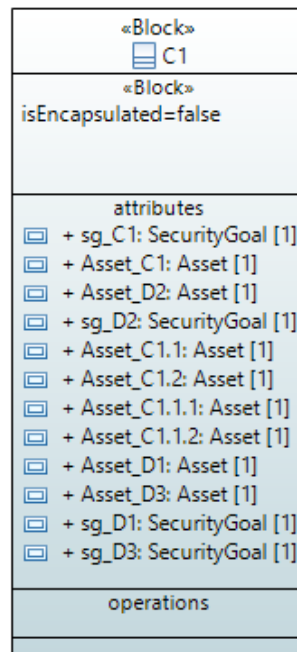 «Block»
C1
«Block»
isEncapsulated=false
attributes
+ sg_C1: SecurityGoal [1]
+ Asset_C1: Asset [1]
+ Asset_D2: Asset [1]
+ sg_D2: SecurityGoal [1]
+ Asset_C1.1: Asset [1]
+ Asset_C1.2: Asset [1]
+ Asset_C1.1.1: Asset [1]
+ Asset_C1.1.2: Asset [1]
+ Asset_D1: Asset [1]
+ Asset_D3: Asset [1]
+ sg_D1: SecurityGoal [1]
+ sg_D3: SecurityGoal [1]
operations